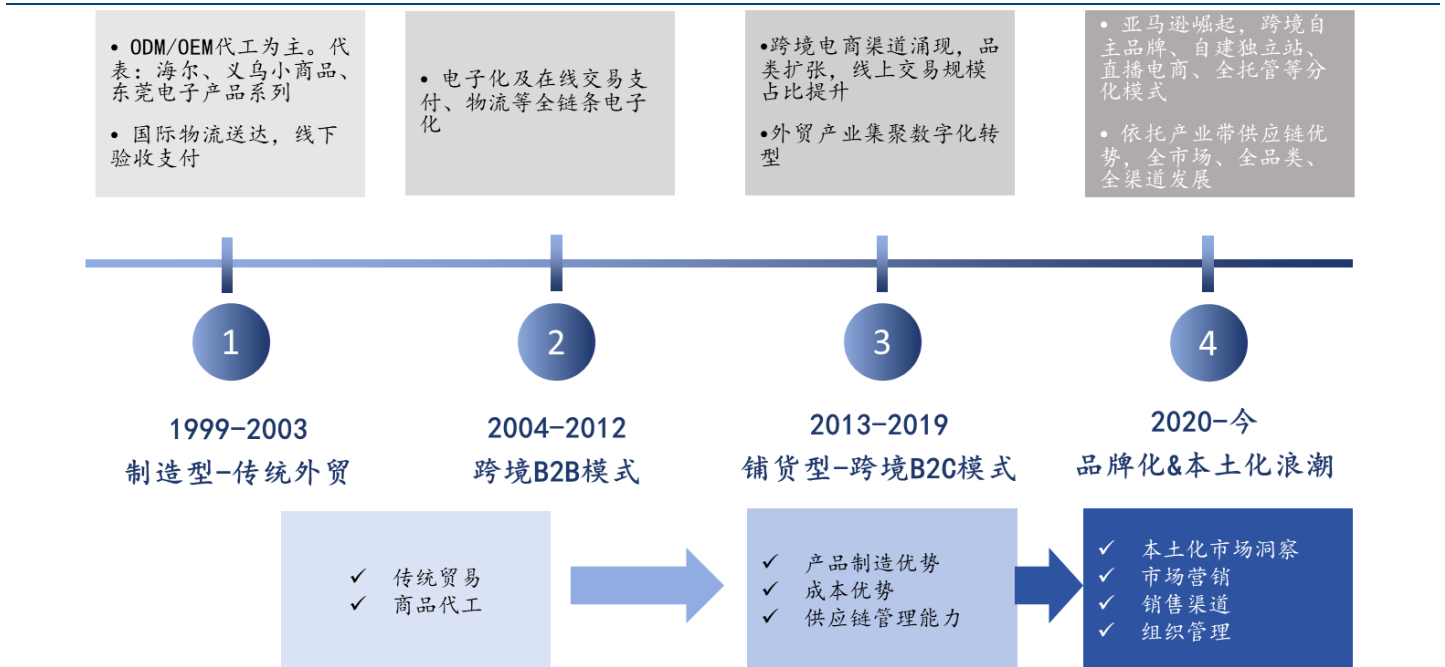 • ODM/OEM代工为主。代
表：海尔、义乌小商品、
东莞电子产品系列
• 国际物流送达，线下
验收支付
• 电子化及在线交易支
付、物流等全链条电子
化
•跨境电商渠道涌现，品
类扩张，线上交易规模
占比提升
•外贸产业集聚数字化转
型
• 亚马逊崛起，跨境自
主品牌、自建独立站、
直播电商、全托管等分
化模式
• 依托产业带供应链优
势，全市场、全品类、
全渠道发展
1
2
3
4
1999-2003
制造型-传统外贸
2004-2012
跨境B2B模式
2013-2019
铺货型-跨境B2C模式
2020-今
品牌化&本土化浪潮
✓ 传统贸易
✓ 商品代工
✓ 产品制造优势
✓ 成本优势
✓ 供应链管理能力
✓ 本土化市场洞察
✓ 市场营销
✓ 销售渠道
✓ 组织管理